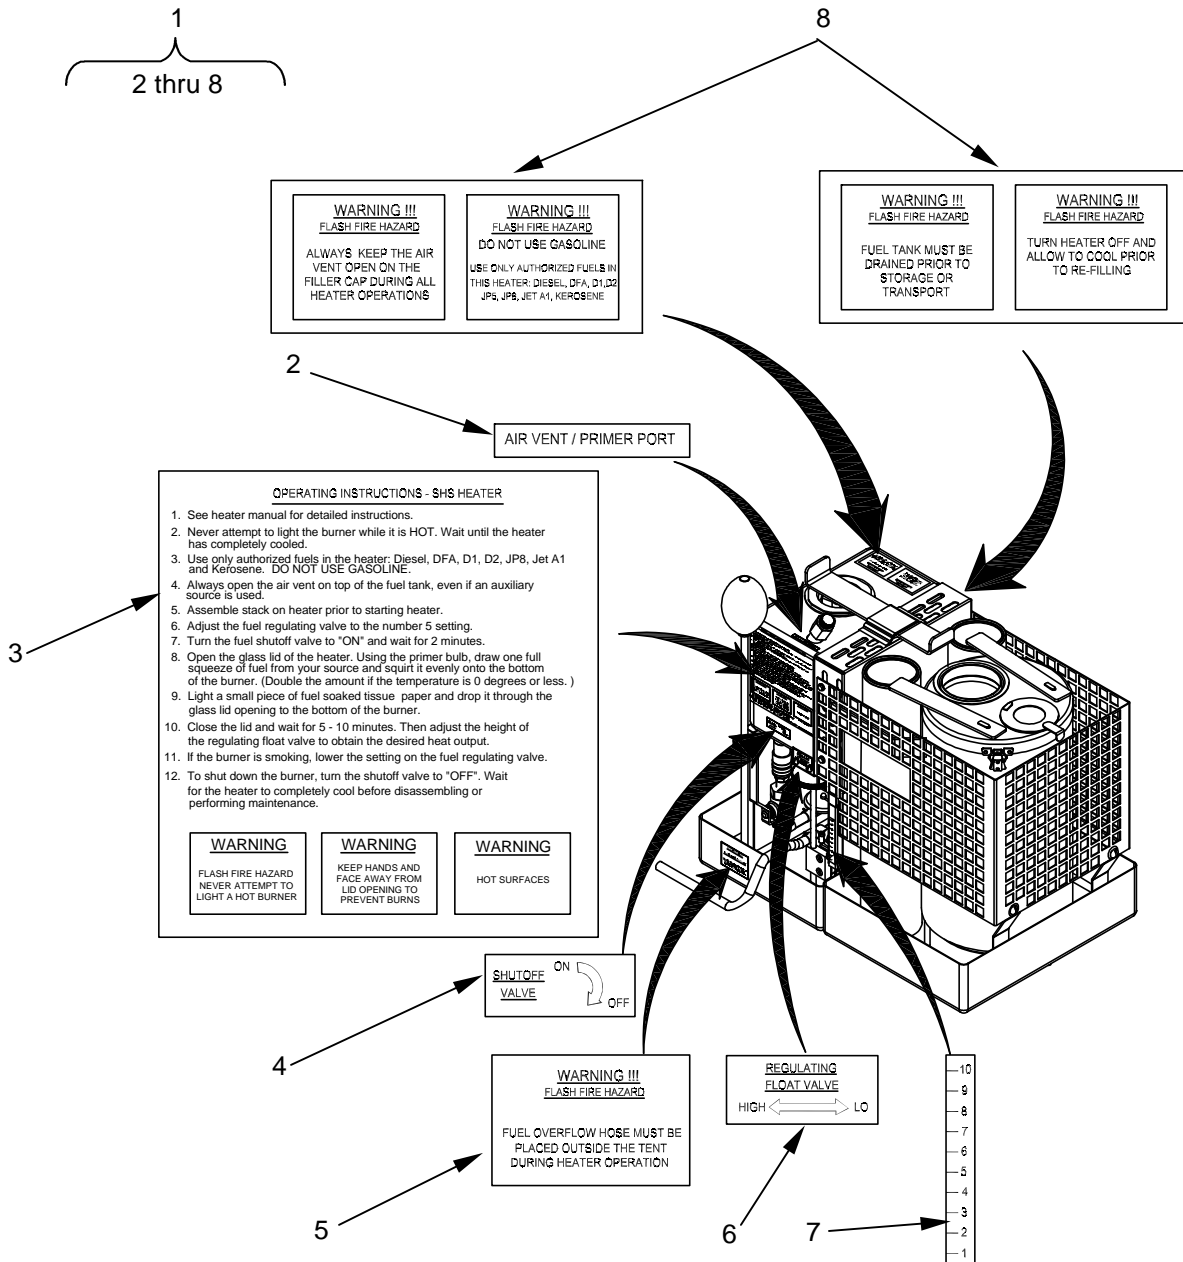 1
2 thru 8
8
WARNING !!!
FLASH FIRE HAZARD
ALWAYS KEEP THE AIR
VENT OPEN ON THE
FILLER CAP DURING ALL
HEATER OPERATIONS
WARNING !!!
FLASH FIRE HAZARD
DO NOT USE GASOLINE
USE ONLY AUTHORIZED FUELS IN
THIS HEATER: DIESEL, DFA, D1,D2
JP5, JP8, JET A1, KEROSENE
WARNING !!!
FLASH FIRE HAZARD
FUEL TANK MUST BE
DRAINED PRIOR TO
STORAGE OR
TRANSPORT
WARNING !!!
FLASH FIRE HAZARD
TURN HEATER OFF AND
ALLOW TO COOL PRIOR
TO RE-FILLING
2
AIR VENT / PRIMER PORT
3
OPERATING INSTRUCTIONS - SHS HEATER
1. See heater manual for detailed instructions.
2. Never attempt to light the burner while it is HOT. Wait until the heater
has completely cooled.
3. Use only authorized fuels in the heater: Diesel, DFA, D1, D2, JP8, Jet A1
and Kerosene. DO NOT USE GASOLINE.
4. Always open the air vent on top of the fuel tank, even if an auxiliary
source is used.
5. Assemble stack on heater prior to starting heater.
6. Adjust the fuel regulating valve to the number 5 setting.
7. Turn the fuel shutoff valve to "ON" and wait for 2 minutes.
8. Open the glass lid of the heater. Using the primer bulb, draw one full
squeeze of fuel from your source and squirt it evenly onto the bottom
of the burner. (Double the amount if the temperature is 0 degrees or less. )
9. Light a small piece of fuel soaked tissue paper and drop it through the
glass lid opening to the bottom of the burner.
10. Close the lid and wait for 5 - 10 minutes. Then adjust the height of
the regulating float valve to obtain the desired heat output.
11. If the burner is smoking, lower the setting on the fuel regulating valve.
12. To shut down the burner, turn the shutoff valve to "OFF". Wait
for the heater to completely cool before disassembling or
performing maintenance.
WARNING
FLASH FIRE HAZARD
NEVER ATTEMPT TO
LIGHT A HOT BURNER
WARNING
KEEP HANDS AND
FACE AWAY FROM
LID OPENING TO
PREVENT BURNS
WARNING
HOT SURFACES
4
SHUTOFF
VALVE
ON
OFF
5
WARNING !!!
FLASH FIRE HAZARD
FUEL OVERFLOW HOSE MUST BE
PLACED OUTSIDE THE TENT
DURING HEATER OPERATION
6
REGULATING
FLOAT VALVE
HIGH LO
7
10
9
8
7
6
5
4
3
2
1